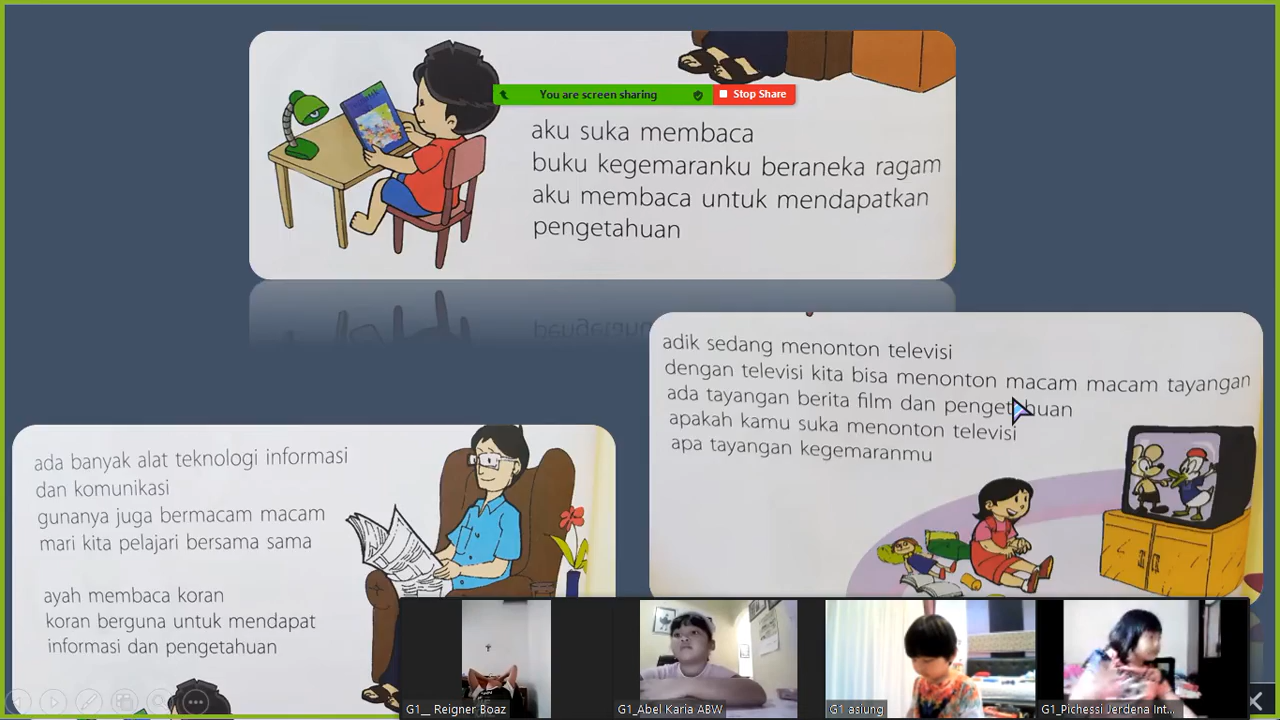 You are screen sharing
Stop Share
aku suka membaca
buku kegemaranku beraneka ragam
aku membaca untuk mendapatkan
pengetahuan
adik sedang menonton televisi
dengan televisi kita bisa menonton macam macam tayangan
ada tayangan berita film dan pengetahuan
apakah kamu suka menonton televisi
apa tayangan kegemaranmu
ada banyak alat teknologi informasi
dan komunikasi
gunanya juga bermacam macam
mari kita pelajari bersama sama
ayah membaca koran
koran berguna untuk mendapat
informasi dan pengetahuan
G1__ Reigner Boaz
G1_Abel Karia ABW
G1 asiung
G1_Pichessi Jerdena Int...